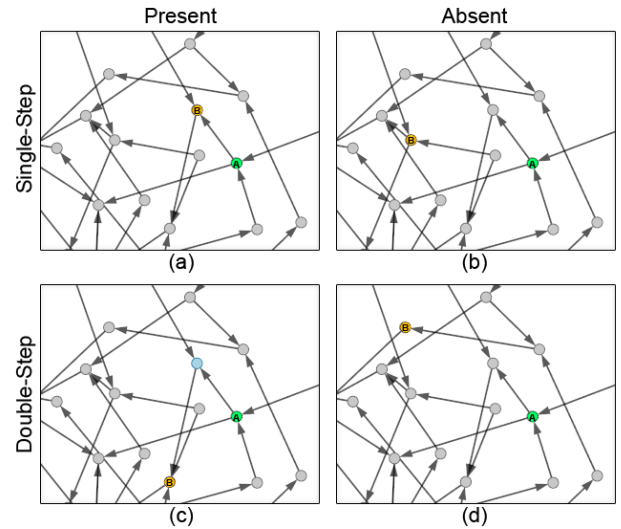 Present Absent
Single-Step
B
A
B
A
(a) (b)
Double-Step
B
A
A
B
(c) (d)